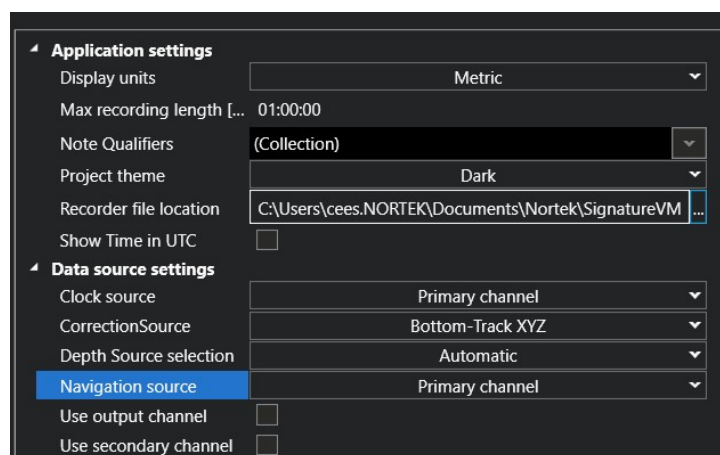 Application settings
Display units Metric
Max recording length [... 01:00:00
Note Qualifiers (Collection)
Project theme Dark
Recorder file location C:\Users\cees.NORTEK\Documents\Nortek\SignatureVM ...
Show Time in UTC
Data source settings
Clock source Primary channel
CorrectionSource Bottom-Track XYZ
Depth Source selection Automatic
Navigation source Primary channel
Use output channel
Use secondary channel